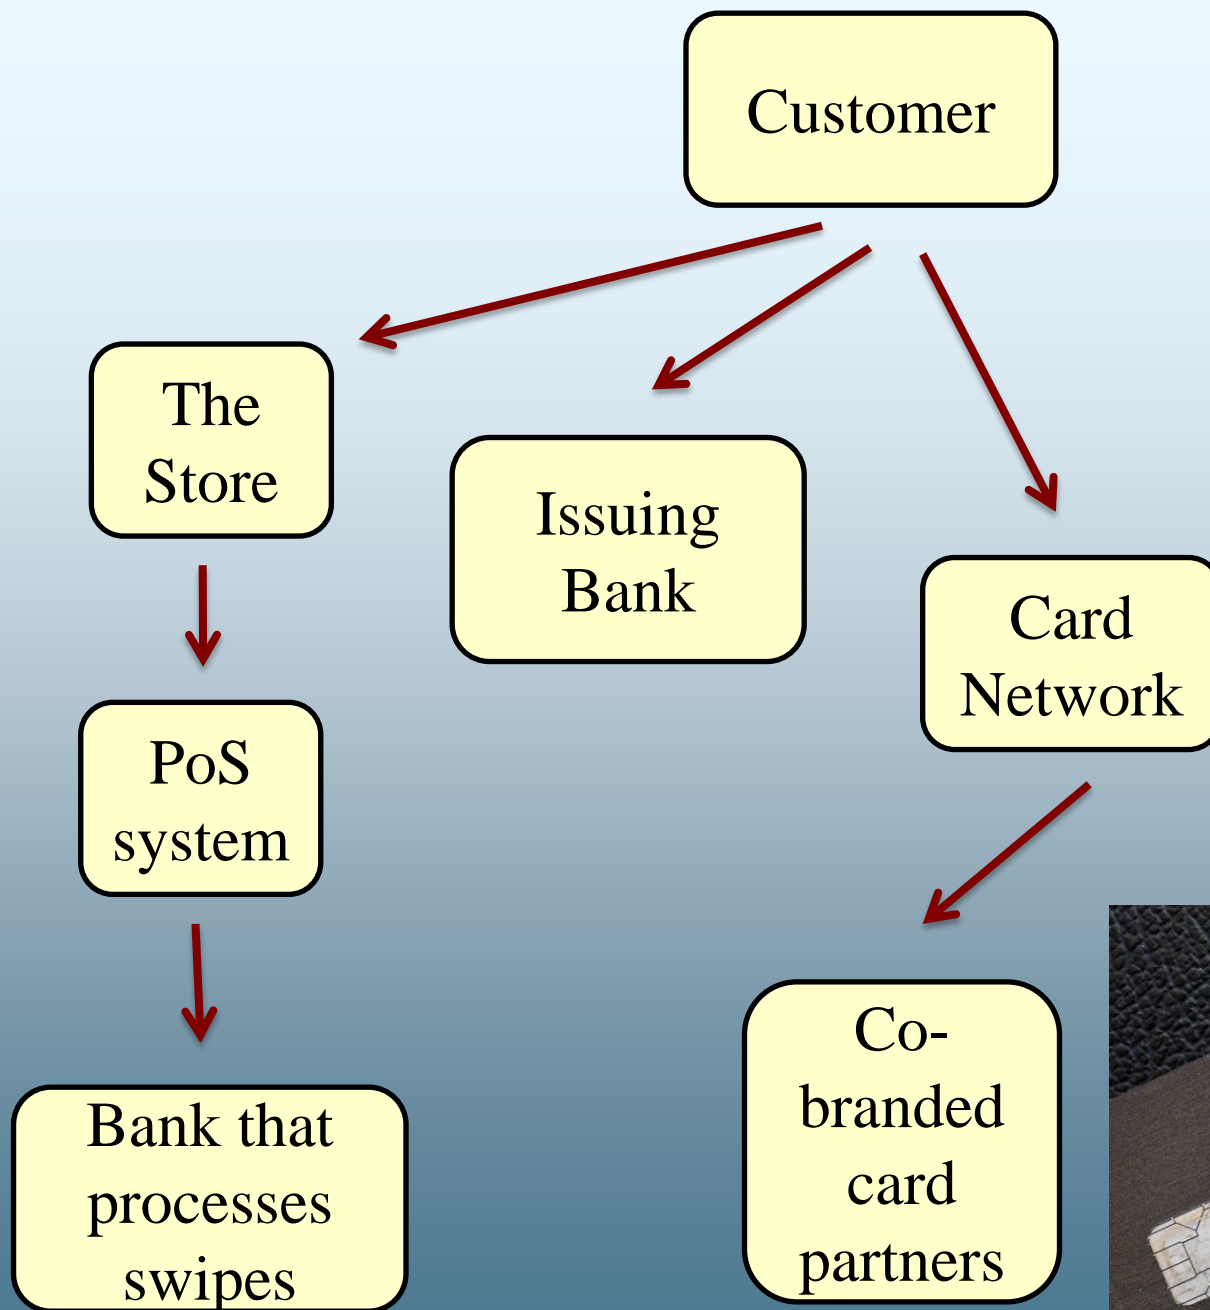 Customer
The
Store
Issuing
Bank
Card
Network
PoS
system
Co-
branded
card
partners
Bank that
processes
swipes